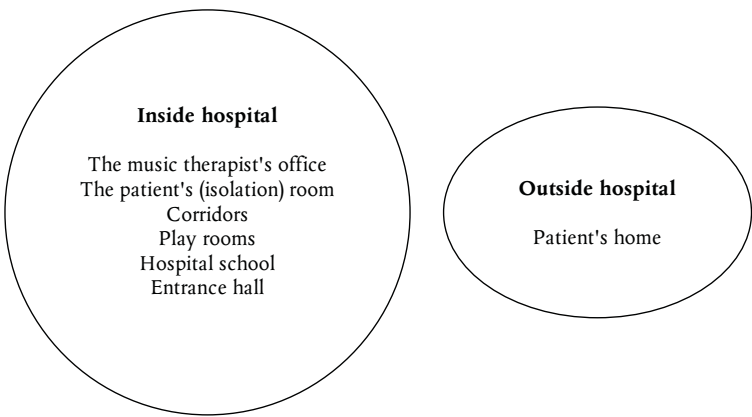 Inside hospital
The music therapist's office
The patient's (isolation) room
Corridors
Play rooms
Hospital school
Entrance hall
Outside hospital
Patient's home